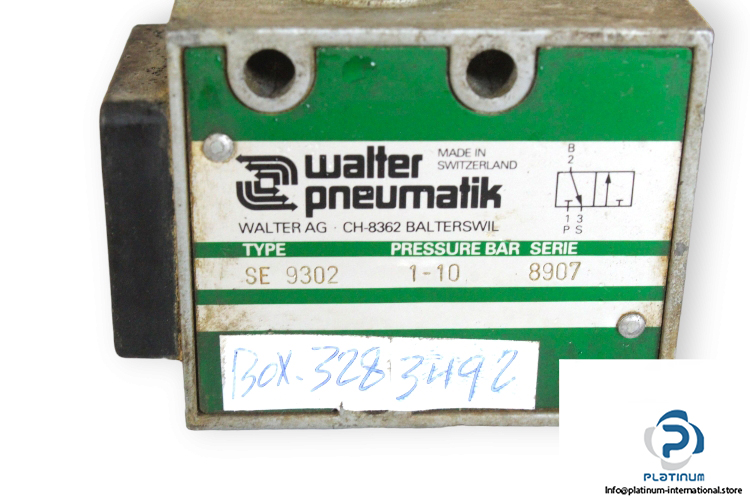 walter
pneumatik
MADE IN
SWITZERLAND
B
2
1 3
P S
WALTER AG · CH-8362 BALTERSWIL
TYPE PRESSURE BAR SERIE
SE 9302 1-10 8907
BOX. 328 3492
PLATINUM
Info@platinum-international.store